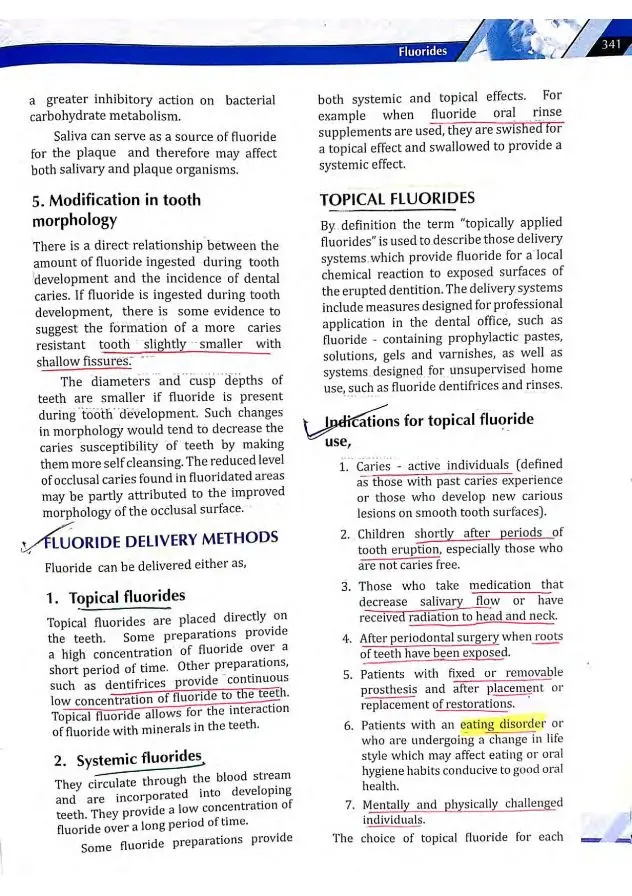 Fluorides
341
a greater inhibitory action on bacterial
carbohydrate metabolism.
Saliva can serve as a source of fluoride
for the plaque and therefore may affect
both salivary and plaque organisms.
5. Modification in tooth
morphology
There is a direct relationship between the
amount of fluoride ingested during tooth
development and the incidence of dental
caries. If fluoride is ingested during tooth
development, there is some evidence to
suggest the formation of a more caries
resistant tooth slightly smaller with
shallow fissures.
The diameters and cusp depths of
teeth are smaller if fluoride is present
during tooth development. Such changes
in morphology would tend to decrease the
caries susceptibility of teeth by making
them more self cleansing. The reduced level
of occlusal caries found in fluoridated areas
may be partly attributed to the improved
morphology of the occlusal surface.
FLUORIDE DELIVERY METHODS
Fluoride can be delivered either as,
1. Topical fluorides
Topical fluorides are placed directly on
the teeth. Some preparations provide
a high concentration of fluoride over a
short period of time. Other preparations,
such as dentifrices provide continuous
low concentration of fluoride to the teeth.
Topical fluoride allows for the interaction
of fluoride with minerals in the teeth.
2. Systemic fluorides
They circulate through the blood stream
and are incorporated into developing
teeth. They provide a low concentration of
fluoride over a long period of time.
Some fluoride preparations provide
both systemic and topical effects. For
example when fluoride oral rinse
supplements are used, they are swished for
a topical effect and swallowed to provide a
systemic effect.
TOPICAL FLUORIDES
By definition the term "topically applied
fluorides" is used to describe those delivery
systems which provide fluoride for a local
chemical reaction to exposed surfaces of
the erupted dentition. The delivery systems
include measures designed for professional
application in the dental office, such as
fluoride - containing prophylactic pastes,
solutions, gels and varnishes, as well as
systems designed for unsupervised home
use, such as fluoride dentifrices and rinses.
Indications for topical fluoride
use,
1. Caries - active individuals (defined
as those with past caries experience
or those who develop new carious
lesions on smooth tooth surfaces).
2. Children shortly after periods of
tooth eruption, especially those who
are not caries free.
3. Those who take medication that
decrease salivary flow or have
received radiation to head and neck.
4. After periodontal surgery when roots
of teeth have been exposed.
5. Patients with fixed or removable
prosthesis and after placement or
replacement of restorations.
6. Patients with an eating disorder or
who are undergoing a change in life
style which may affect eating or oral
hygiene habits conducive to good oral
health.
7. Mentally and physically challenged
individuals.
The choice of topical fluoride for each